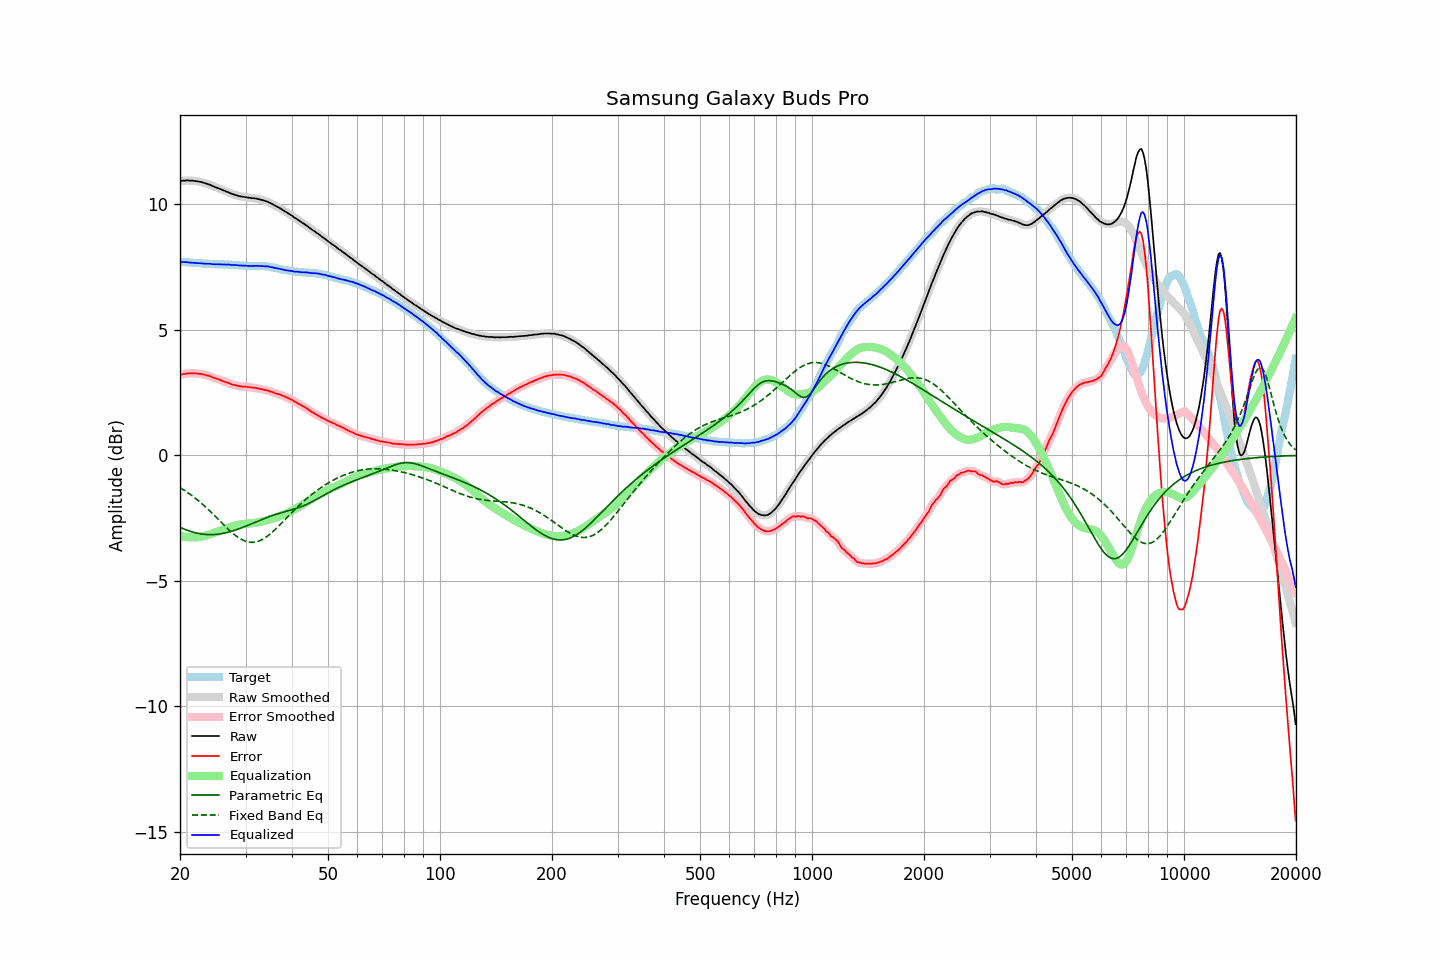 Samsung Galaxy Buds Pro
Amplitude (dBr)
10
5
0
−5
−10
−15
Target
Raw Smoothed
Error Smoothed
Raw
Error
Equalization
Parametric Eq
Fixed Band Eq
Equalized
20 50 100 200 500 1000 2000 5000 10000 20000
Frequency (Hz)